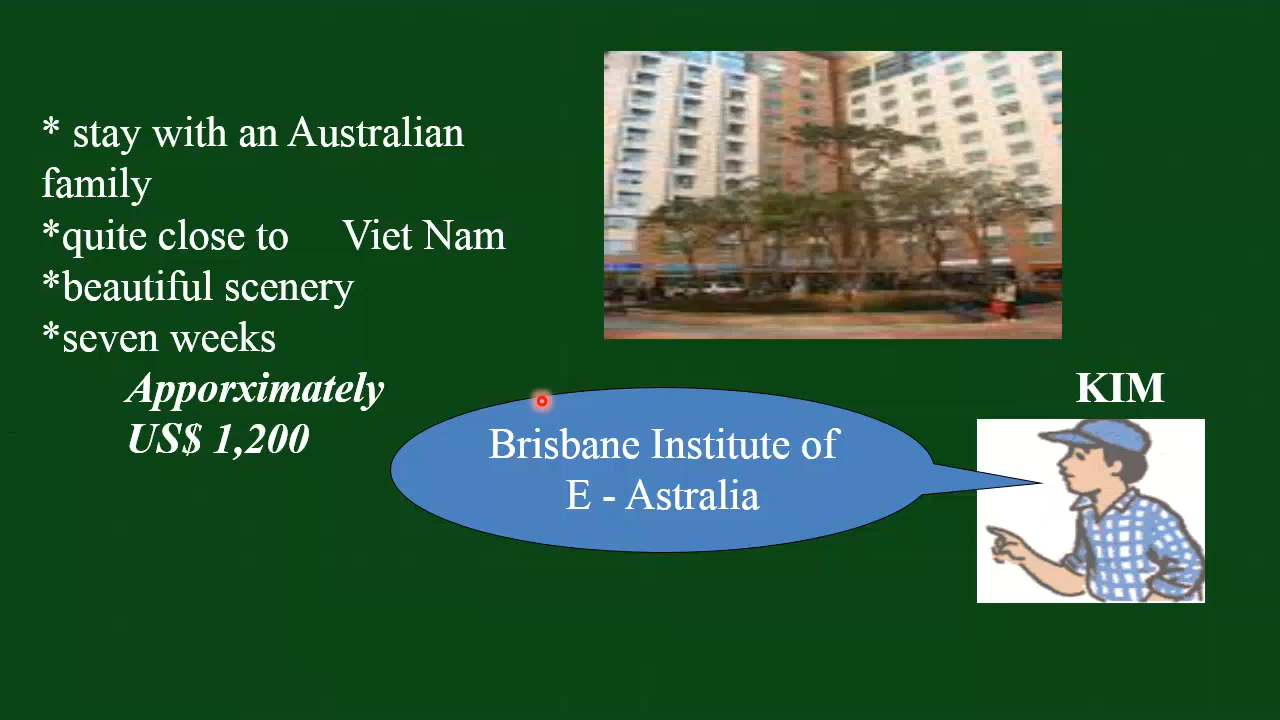 * stay with an Australian
family
*quite close to Viet Nam
*beautiful scenery
*seven weeks
Apporximately
US$ 1,200
KIM
Brisbane Institute of
E - Astralia